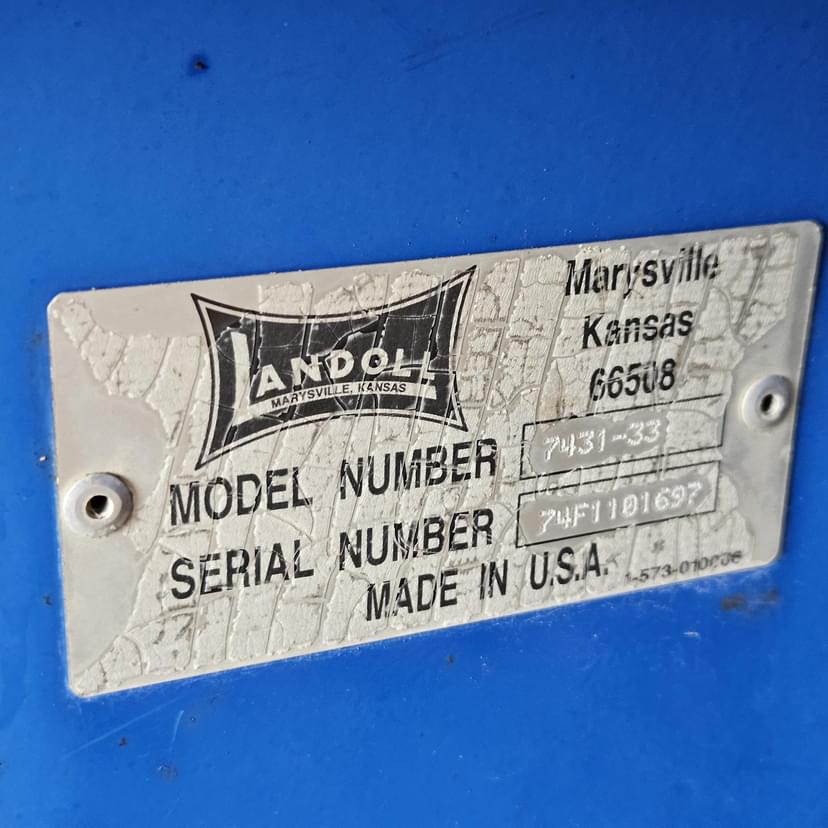 Marysville
Kansas
66508
LANDOLL
MARYSVILLE, KANSAS
MODEL NUMBER 7431-33
SERIAL NUMBER 74F1101697
MADE IN U.S.A.